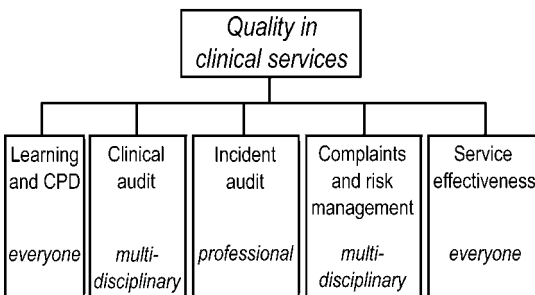 Quality in
clinical services
Learning
and CPD
everyone
Clinical
audit
multi-
disciplinary
Incident
audit
professional
Complaints
and risk
management
multi-
disciplinary
Service
effectiveness
everyone